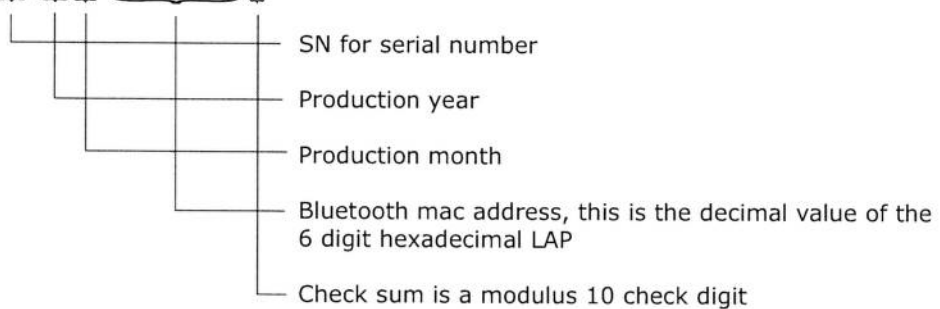 SN for serial number
Production year
Production month
Bluetooth mac address, this is the decimal value of the
6 digit hexadecimal LAP
Check sum is a modulus 10 check digit